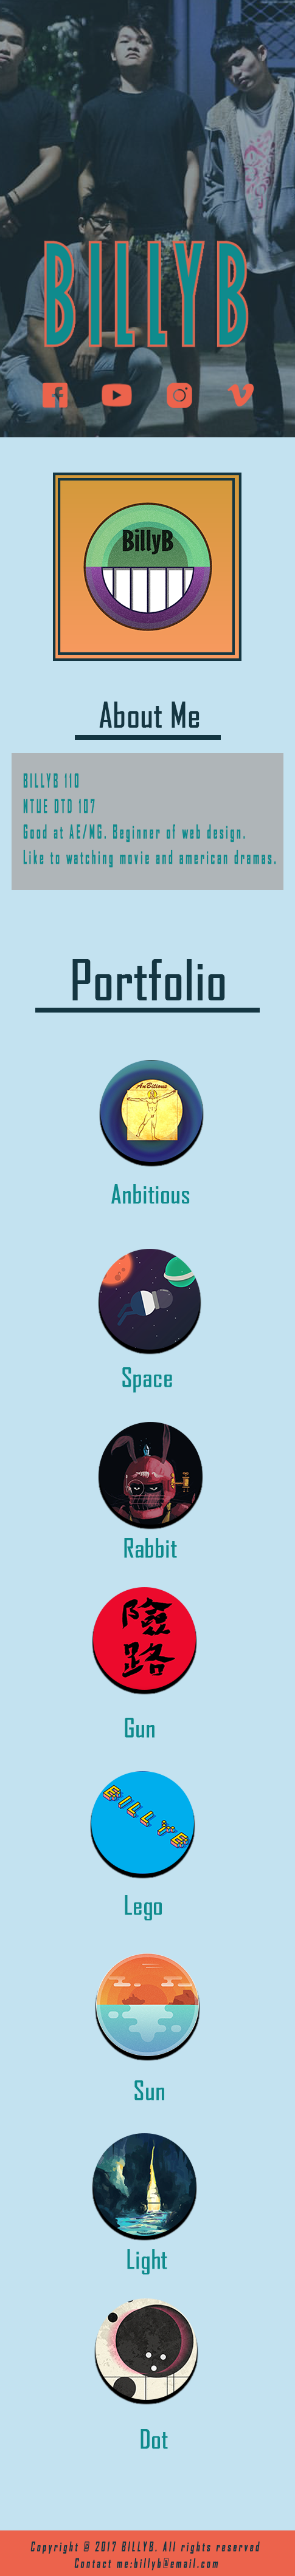 BILLYB
BillyB
About Me
BILLYB 110
NTUE DTD 107
Good at AE/MG. Beginner of web design.
Like to watching movie and american dramas.
Portfolio
AnBitious
Anbitious
Space
Rabbit
險
路
Gun
BILLYB
Lego
Sun
Light
Dot
Copyright © 2017 BILLYB. All rights reserved
Contact me:billyb@email.com